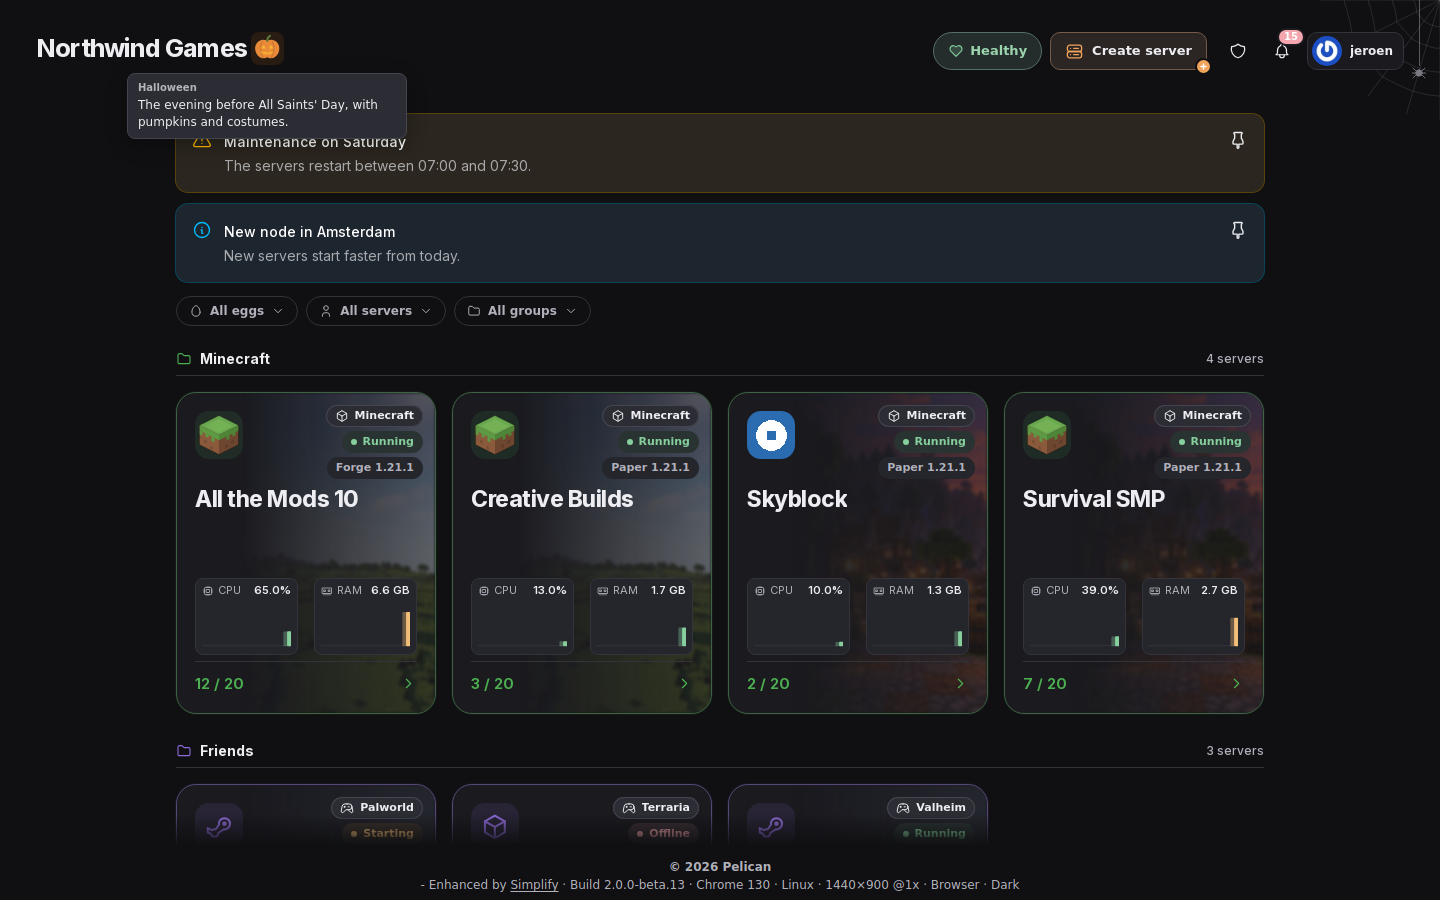 Northwind Games
Healthy
Create server
15
jeroen
Halloween
The evening before All Saints' Day, with
pumpkins and costumes.
Maintenance on Saturday
The servers restart between 07:00 and 07:30.
New node in Amsterdam
New servers start faster from today.
All eggs
All servers
All groups
Minecraft
4 servers
Minecraft
Running
Forge 1.21.1
All the Mods 10
CPU 65.0%
RAM 6.6 GB
12 / 20
Minecraft
Running
Paper 1.21.1
Creative Builds
CPU 13.0%
RAM 1.7 GB
3 / 20
Minecraft
Running
Paper 1.21.1
Skyblock
CPU 10.0%
RAM 1.3 GB
2 / 20
Minecraft
Running
Paper 1.21.1
Survival SMP
CPU 39.0%
RAM 2.7 GB
7 / 20
Friends
3 servers
Palworld
Starting
Terraria
Offline
Valheim
Running
© 2026 Pelican
- Enhanced by Simplify · Build 2.0.0-beta.13 · Chrome 130 · Linux · 1440×900 @1x · Browser · Dark